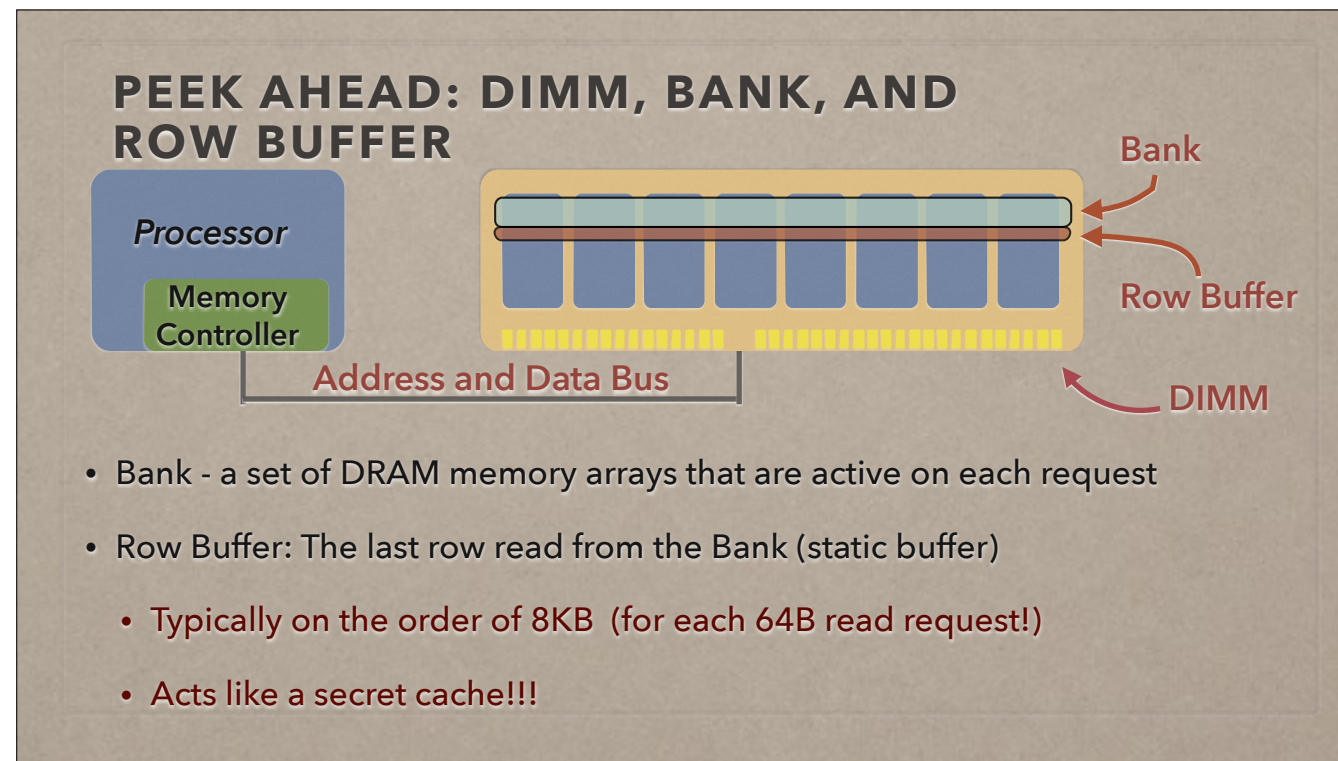 PEEK AHEAD: DIMM, BANK, AND
ROW BUFFER
Bank
Processor
Row Buffer
Memory
Controller
Address and Data Bus
DIMM
• Bank - a set of DRAM memory arrays that are active on each request
• Row Buffer: The last row read from the Bank (static buffer)
• Typically on the order of 8KB (for each 64B read request!)
• Acts like a secret cache!!!